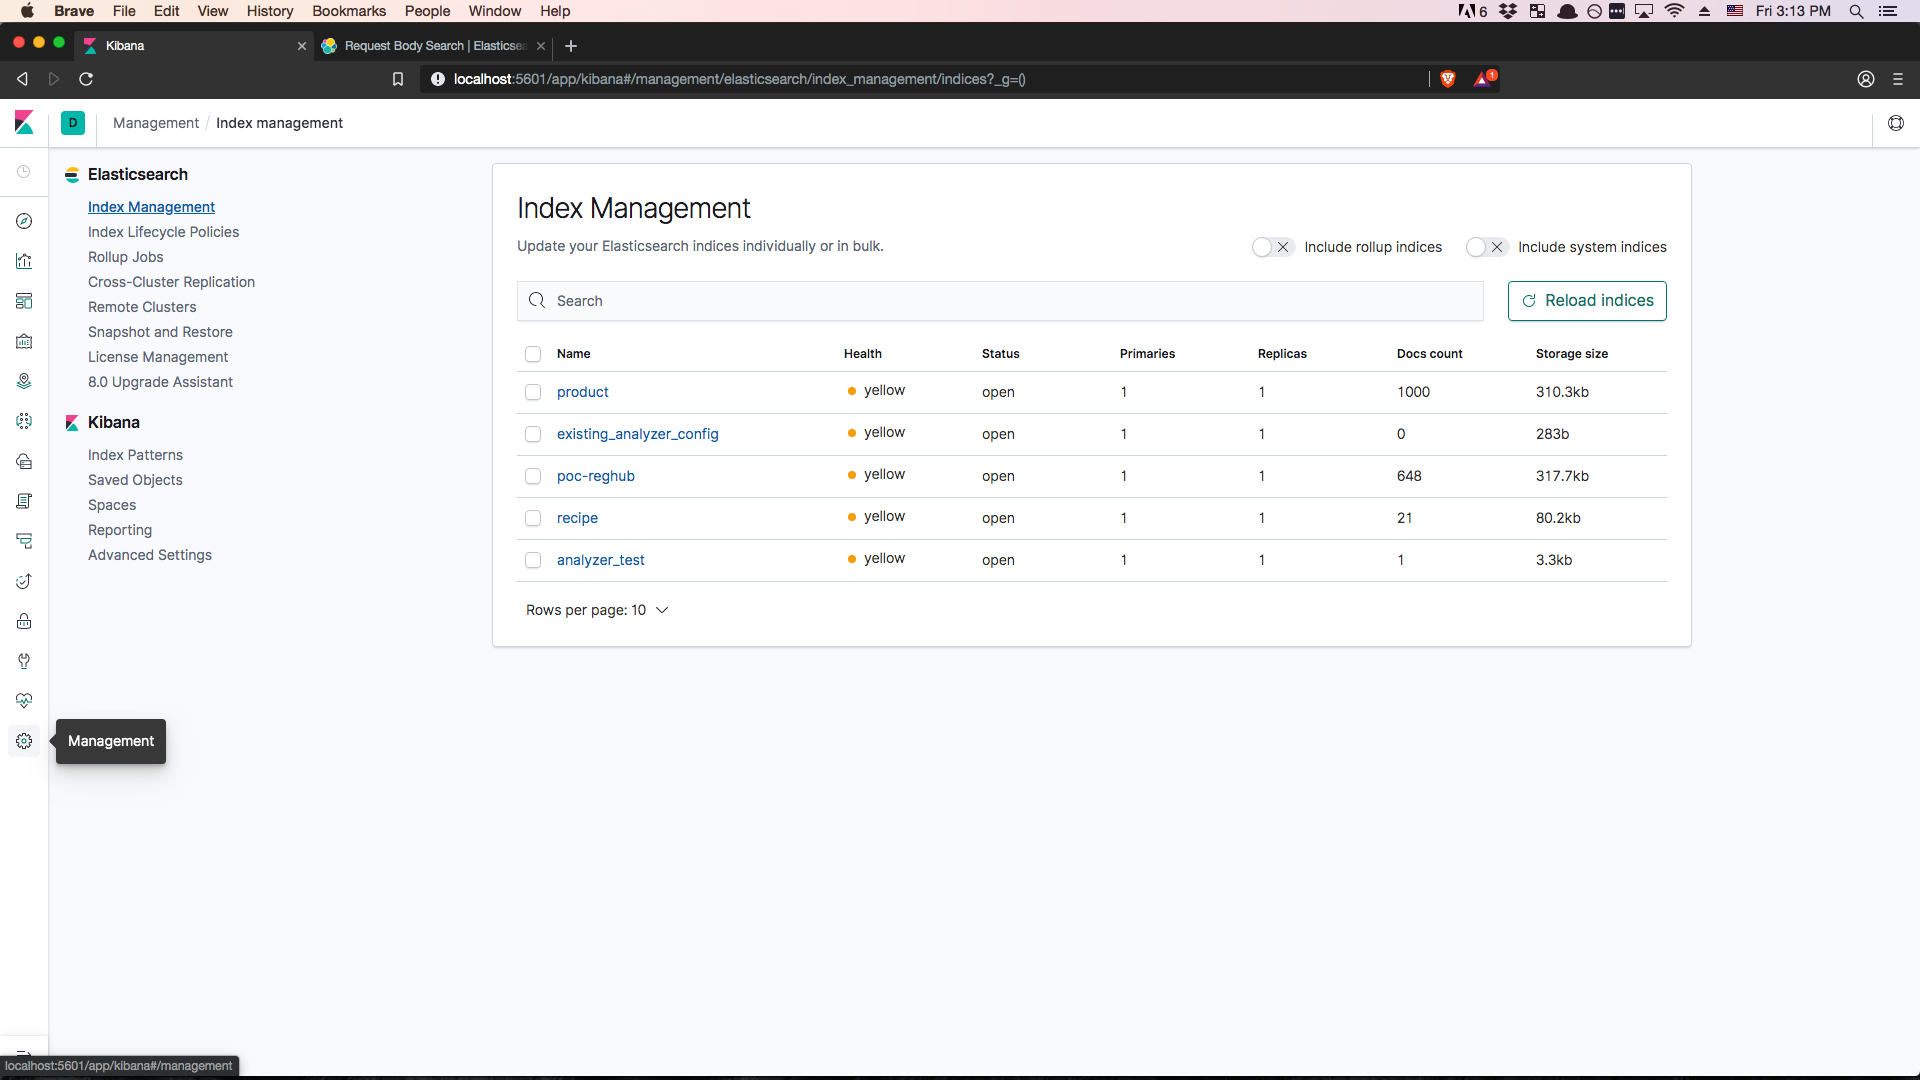 Brave File Edit View History Bookmarks People Window Help 6 Fri 3:13 PM
Kibana Request Body Search | Elasticse
localhost:5601/app/kibana#/management/elasticsearch/index_management/indices?_g=() 1
D Management / Index management
Elasticsearch
Index Management
Index Lifecycle Policies
Rollup Jobs
Cross-Cluster Replication
Remote Clusters
Snapshot and Restore
License Management
8.0 Upgrade Assistant
Kibana
Index Patterns
Saved Objects
Spaces
Reporting
Advanced Settings
Management
Index Management
Update your Elasticsearch indices individually or in bulk.
Include rollup indices Include system indices
Search Reload indices
Name Health Status Primaries Replicas Docs count Storage size
product yellow open 1 1 1000 310.3kb
existing_analyzer_config yellow open 1 1 0 283b
poc-reghub yellow open 1 1 648 317.7kb
recipe yellow open 1 1 21 80.2kb
analyzer_test yellow open 1 1 1 3.3kb
Rows per page: 10
localhost:5601/app/kibana#/management